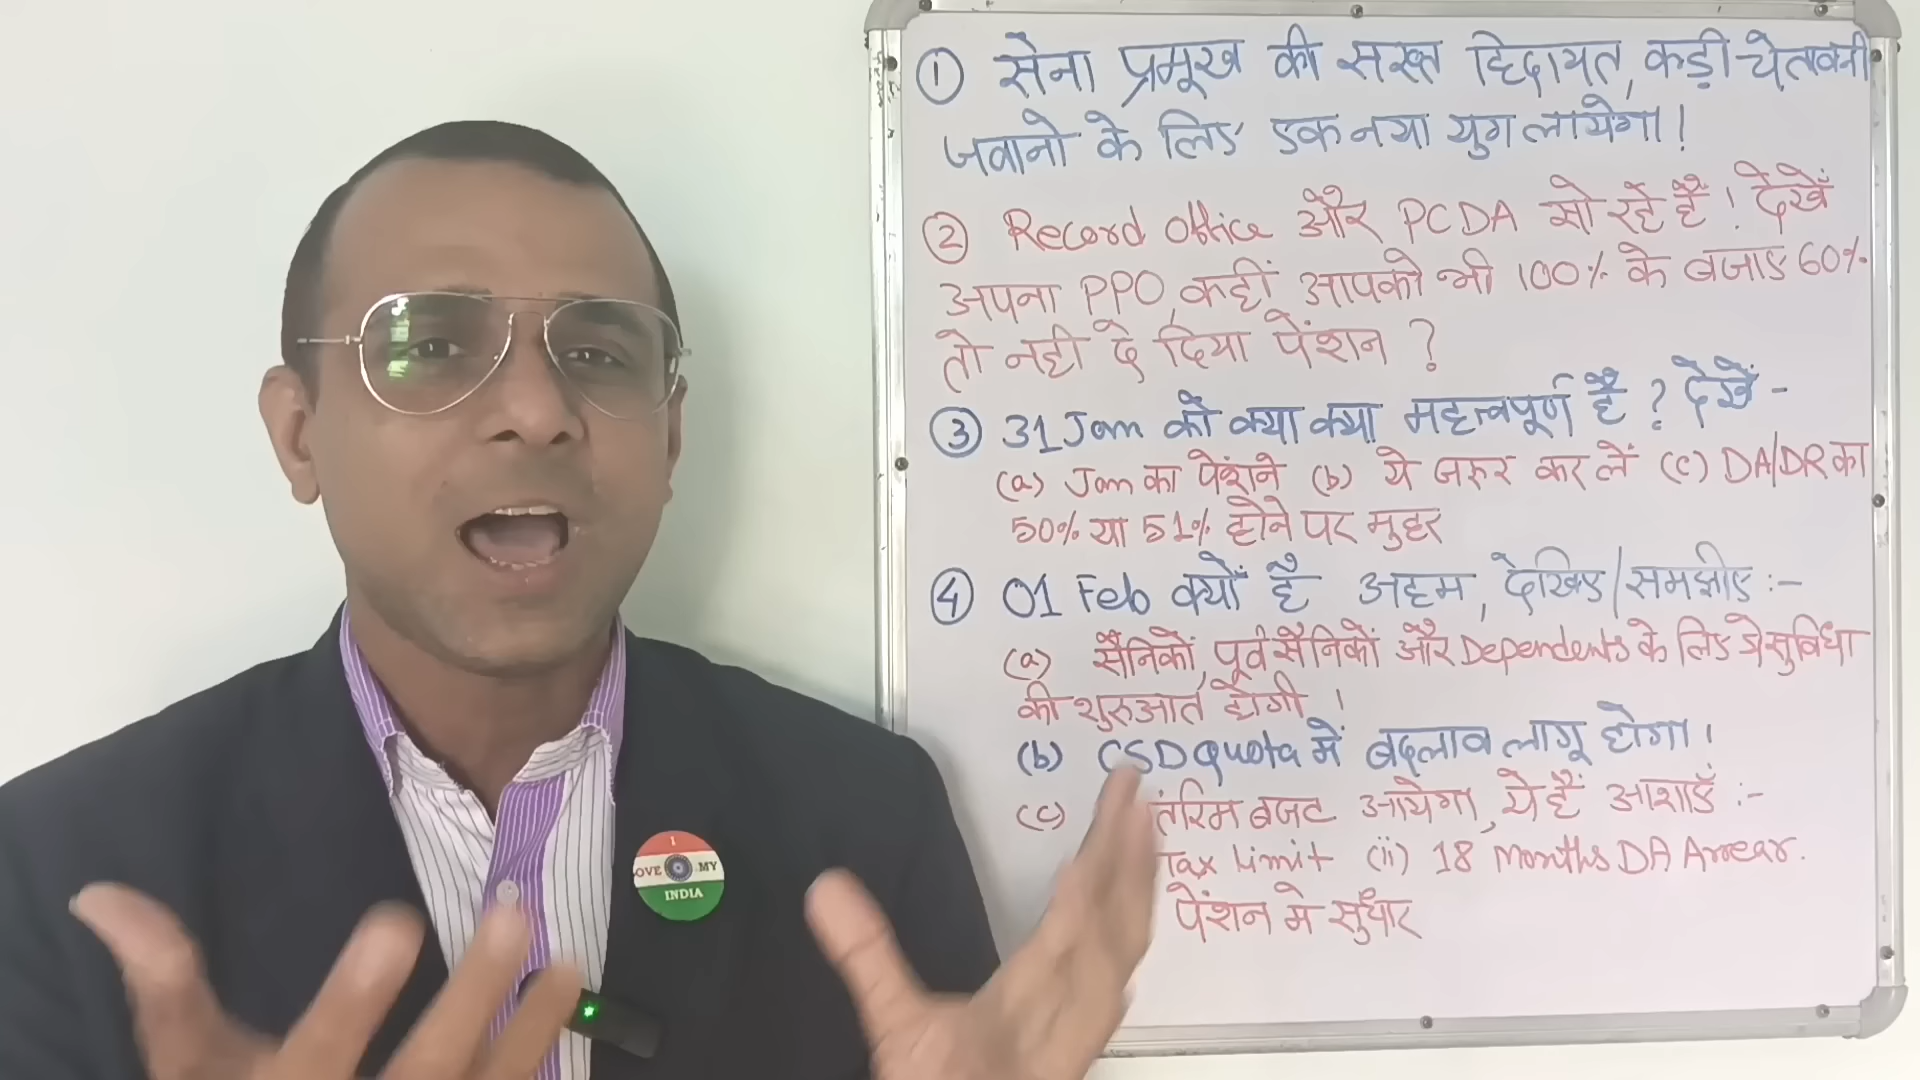 ① सेना प्रमूख की सख्त हिदायत, कड़ी चेतावनी
जवानो के लिए एक नया युग लायेगा!
② Record office और PCDA सो रहें हैं! देखें
अपना PPO, कहीं आपको भी 100% के बजाए 60%
तो नही दे दिया पेंशन ?
③ 31 Jan को क्या क्या महत्वपूर्ण है ? देखें -
(a) Jan का पेंशन (b) ये जरुर कर लें (c) DA/DR का
50% या 51% होने पर मुहर
④ 01 Feb क्यों है अहम, देखिए/समझीए :-
(a) सैनिकों, पूर्व सैनिकों और Dependents के लिए ये सुविधा
की शुरुआत होगी !
(b) CSD Quota में बदलाव लागू होगा।
(c) तरिम बजट आयेगा, ये हैं आशाएँ :-
Tax Limit (ii) 18 Months DA Arrear.
पेंशन मे सुधार
I
LOVE MY
INDIA